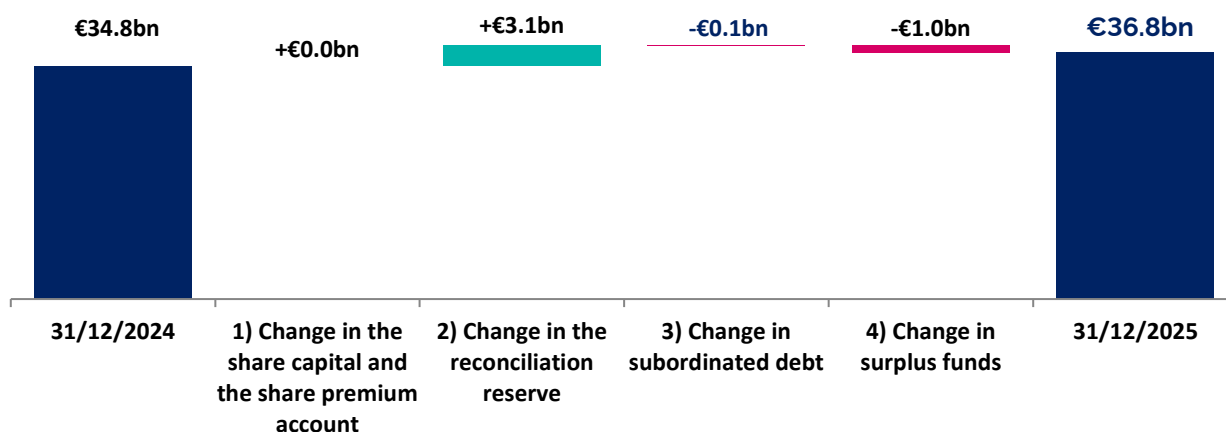 €34.8bn
+€0.0bn
+€3.1bn
-€0.1bn
-€1.0bn
€36.8bn
31/12/2024
1) Change in the
share capital and
the share premium
account
2) Change in the
reconciliation
reserve
3) Change in
subordinated debt
4) Change in
surplus funds
31/12/2025